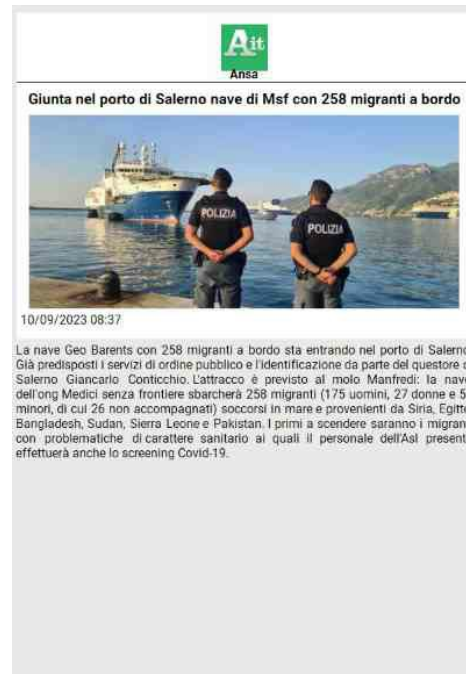 Ait
Ansa
Giunta nel porto di Salerno nave di Msf con 258 migranti a bordo
POLIZIA
POLIZIA
10/09/2023 08:37
La nave Geo Barents con 258 migranti a bordo sta entrando nel porto di Salerno
Già predisposti i servizi di ordine pubblico e l'identificazione da parte del questore
Salerno Giancarlo Conticchio. L'attracco è previsto al molo Manfredi: la nave
dell'ong Medici senza frontiere sbarcherà 258 migranti (175 uomini, 27 donne e
minori, di cui 26 non accompagnati) soccorsi in mare e provenienti da Siria, Egitto
Bangladesh, Sudan, Sierra Leone e Pakistan. I primi a scendere saranno i
con problematiche di carattere sanitario ai quali il personale dell'Asl
effettuerà anche lo screening Covid-19.